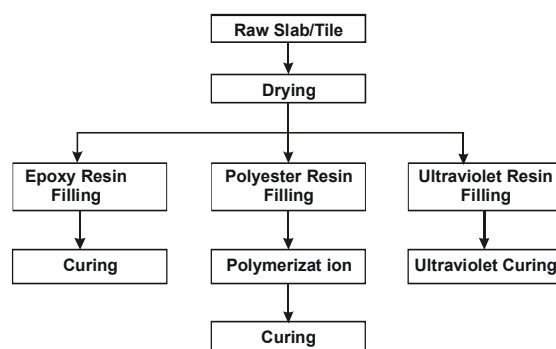 Raw Slab/Tile
Drying
Epoxy Resin
Filling
Polyester Resin
Filling
Ultraviolet Resin
Filling
Curing
Polymerizat ion
Ultraviolet Curing
Curing